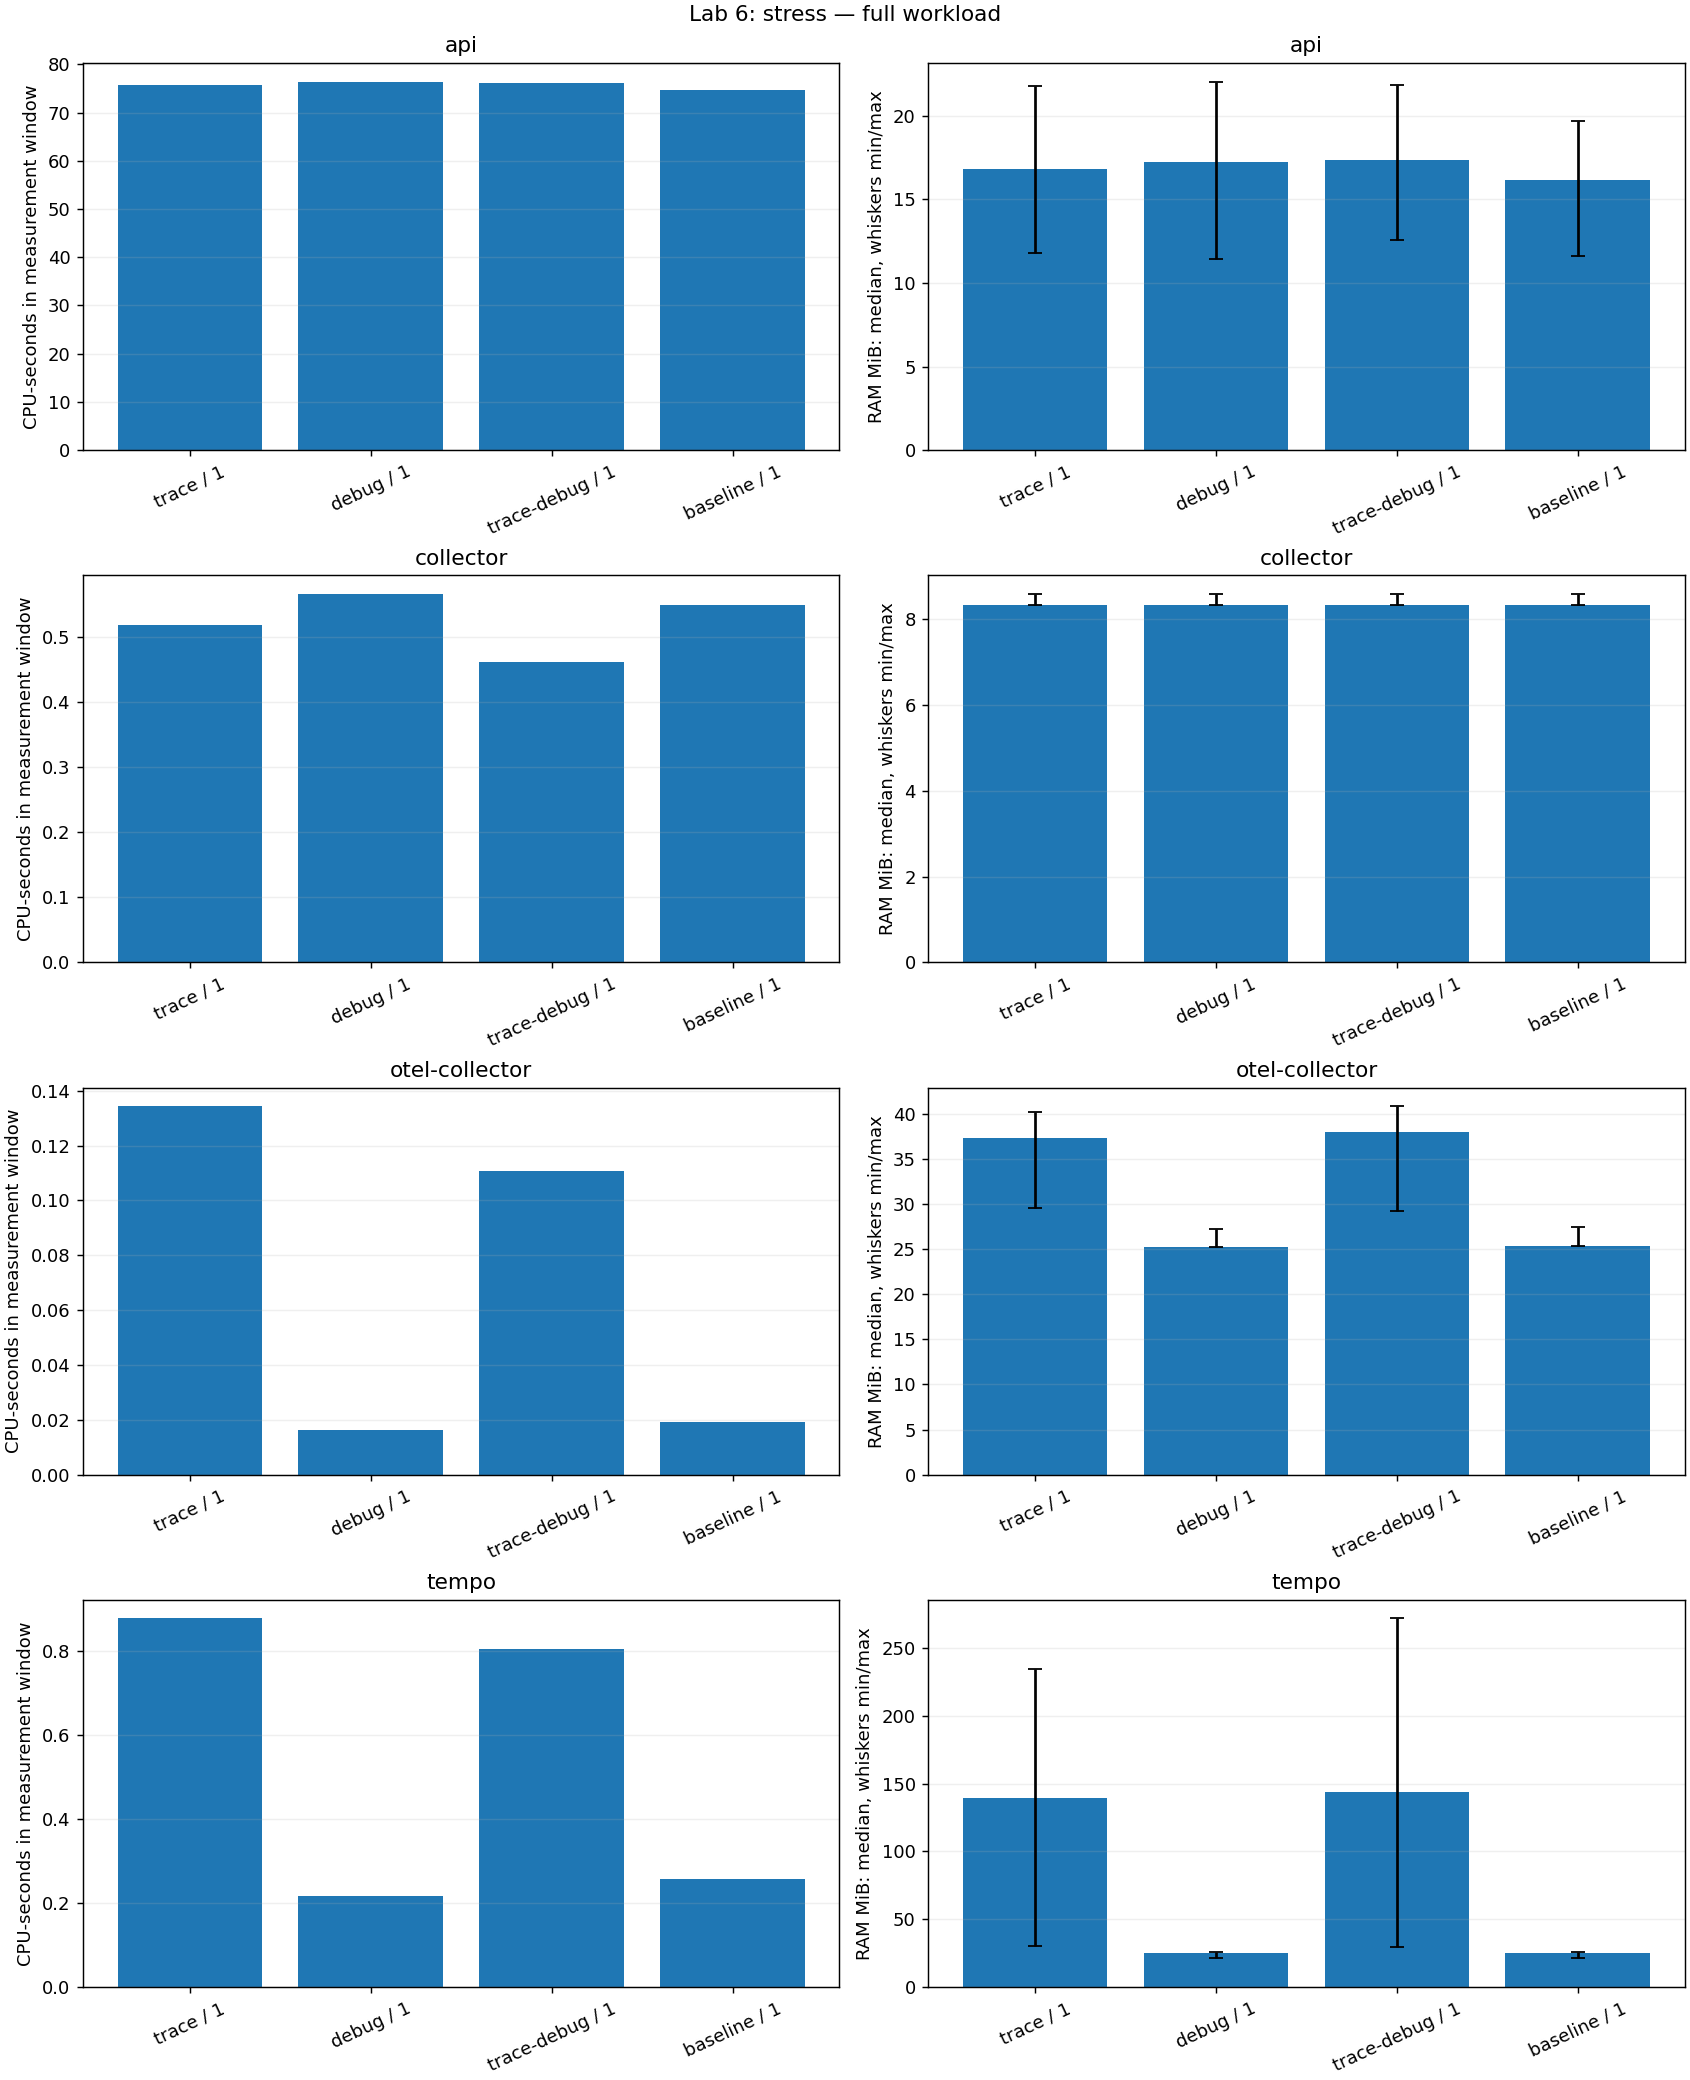 Lab 6: stress — full workload
api
CPU-seconds in measurement window
80
70
60
50
40
30
20
10
0
trace / 1
debug / 1
trace-debug / 1
baseline / 1
api
RAM MiB: median, whiskers min/max
20
15
10
5
0
trace / 1
debug / 1
trace-debug / 1
baseline / 1
collector
CPU-seconds in measurement window
0.5
0.4
0.3
0.2
0.1
0.0
trace / 1
debug / 1
trace-debug / 1
baseline / 1
collector
RAM MiB: median, whiskers min/max
8
6
4
2
0
trace / 1
debug / 1
trace-debug / 1
baseline / 1
otel-collector
CPU-seconds in measurement window
0.14
0.12
0.10
0.08
0.06
0.04
0.02
0.00
trace / 1
debug / 1
trace-debug / 1
baseline / 1
otel-collector
RAM MiB: median, whiskers min/max
40
35
30
25
20
15
10
5
0
trace / 1
debug / 1
trace-debug / 1
baseline / 1
tempo
CPU-seconds in measurement window
0.8
0.6
0.4
0.2
0.0
trace / 1
debug / 1
trace-debug / 1
baseline / 1
tempo
RAM MiB: median, whiskers min/max
250
200
150
100
50
0
trace / 1
debug / 1
trace-debug / 1
baseline / 1